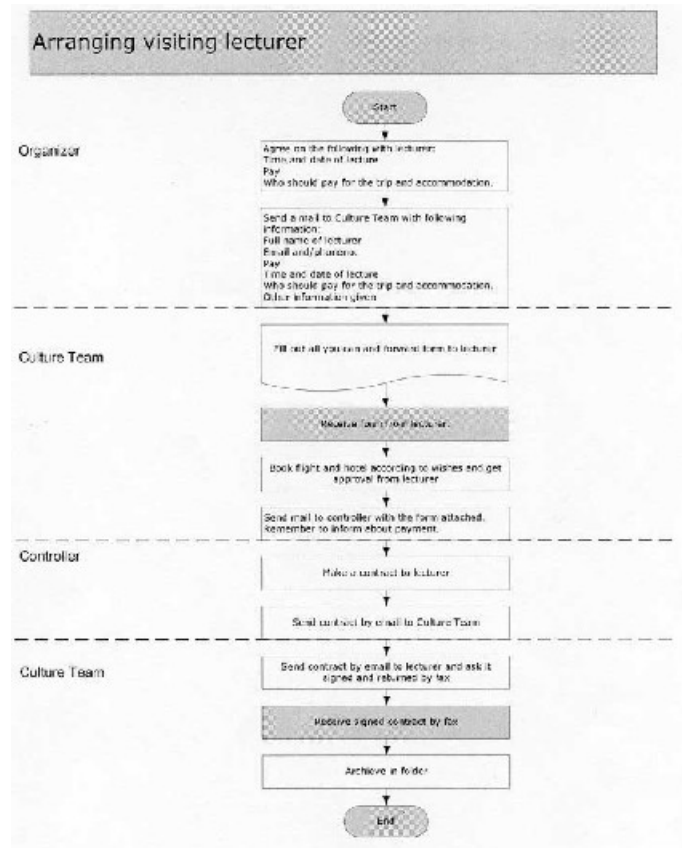 Arranging visiting lecturer
Start
Organizer
Agree on the following with lecturer:
Time and date of lecture
Pay
Who should pay for the trip and accommodation.
Send a mail to Culture Team with following
information:
Full name of lecturer
Email and/phoneno.
Pay
Time and date of lecture
Who should pay for the trip and accommodation.
Other information given
Culture Team
Fill out all you can and forward form to lecturer
Receive form from lecturer.
Book flight and hotel according to wishes and get
approval from lecturer
Send mail to controller with the form attached.
Remember to inform about payment.
Controller
Make a contract to lecturer
Send contract by email to Culture Team
Culture Team
Send contract by email to lecturer and ask it
signed and returned by fax
Receive signed contract by fax
Archieve in folder
End